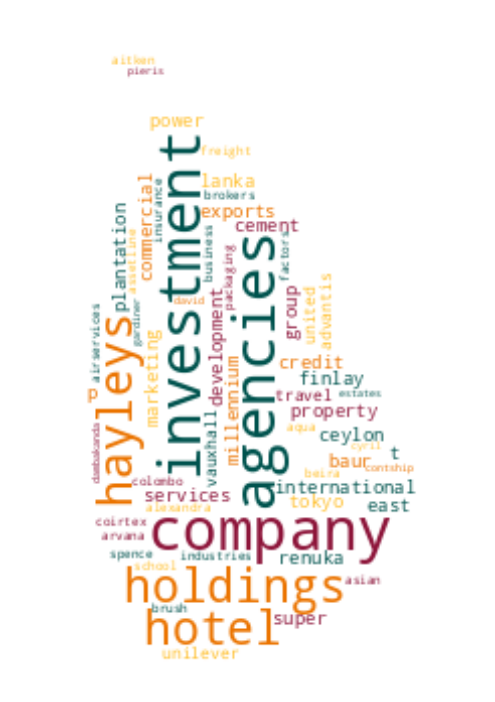 aitken
pieris
power
freight
investment
lanka
commercial
insurance
brokers
plantation
exports
cement
assetline
business
factors
agencies
packaging
united
advantis
group
development
david
gardiner
airservices
hayleys
marketing
millennium
credit
finlay
p
travel
estates
property
vauxhall
aqua
ceylon
dambakanda
cyril
t
baur
contship
beira
colombo
international
services
tokyo
east
alexandra
company
coirtex
arvana
spence
industries
renuka
school
holdings
asian
brush
hotel
super
unilever